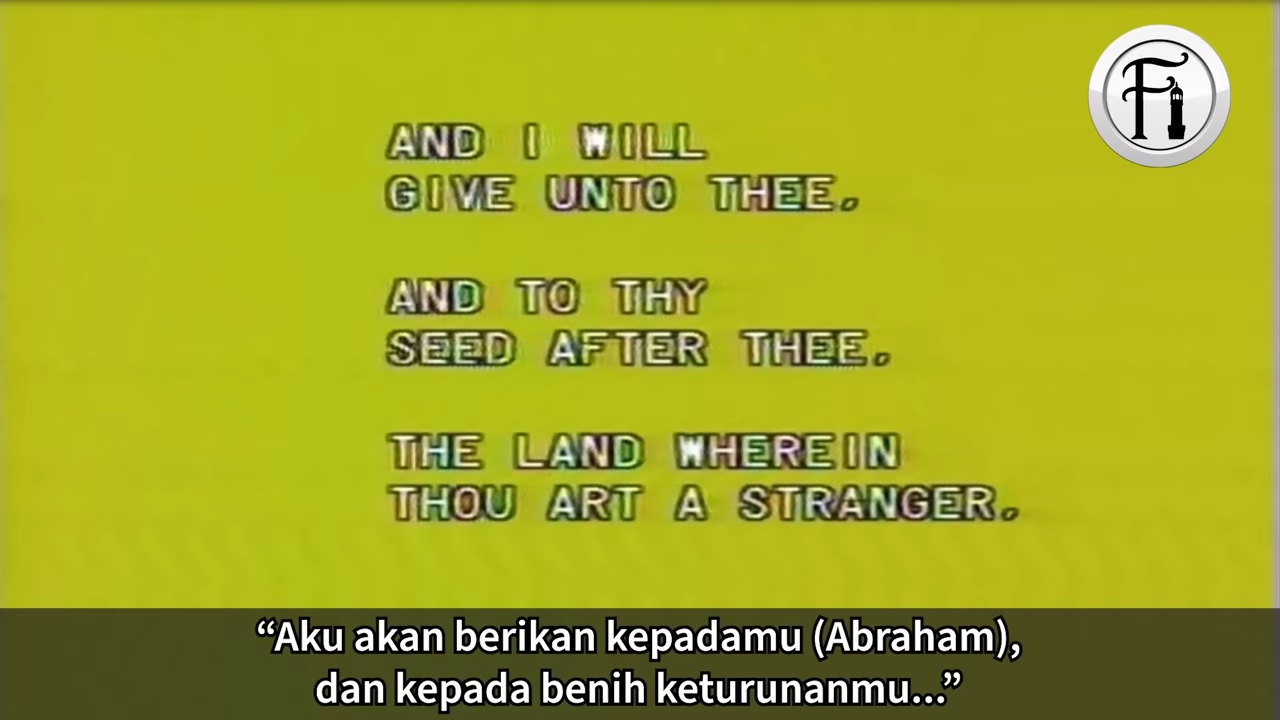 Fi
AND I WILL
GIVE UNTO THEE,
AND TO THY
SEED AFTER THEE,
THE LAND WHEREIN
THOU ART A STRANGER,
“Aku akan berikan kepadamu (Abraham),
dan kepada benih keturunanmu...”